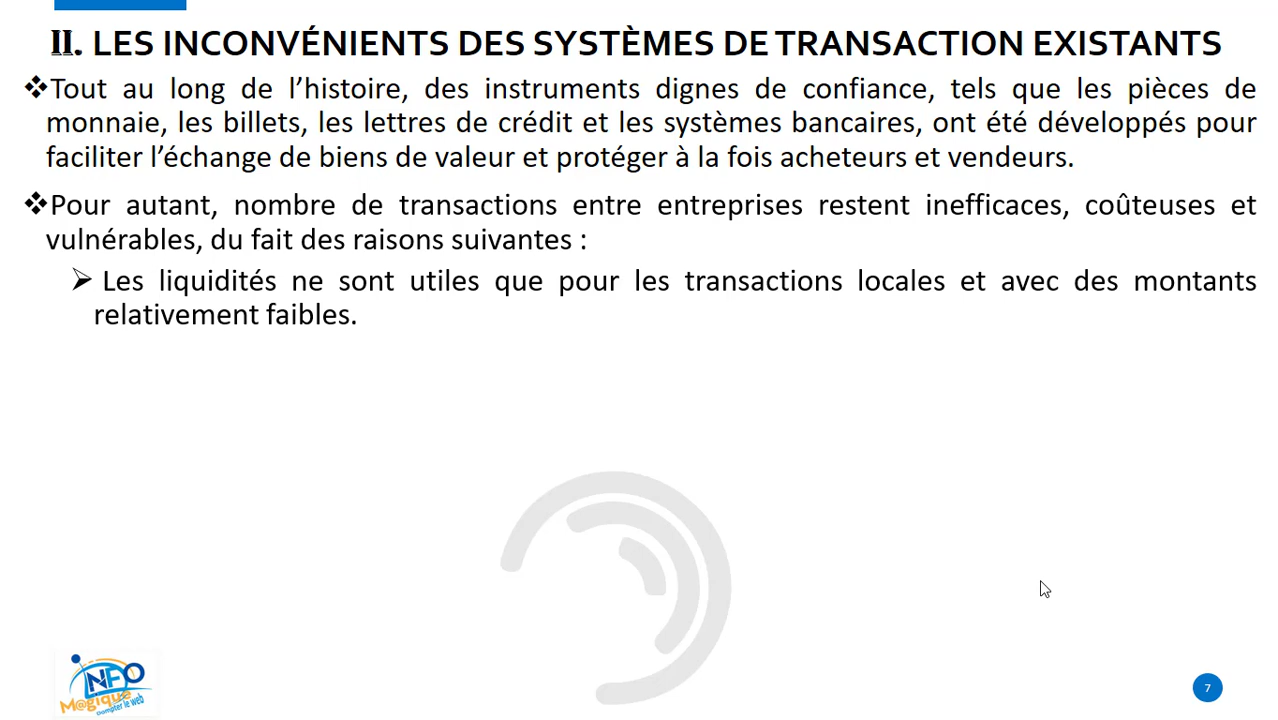 II. LES INCONVÉNIENTS DES SYSTÈMES DE TRANSACTION EXISTANTS
❖Tout au long de l’histoire, des instruments dignes de confiance, tels que les pièces de
monnaie, les billets, les lettres de crédit et les systèmes bancaires, ont été développés pour
faciliter l’échange de biens de valeur et protéger à la fois acheteurs et vendeurs.
❖Pour autant, nombre de transactions entre entreprises restent inefficaces, coûteuses et
vulnérables, du fait des raisons suivantes :
➢ Les liquidités ne sont utiles que pour les transactions locales et avec des montants
relativement faibles.
INFO
M@gique
compter le web
7